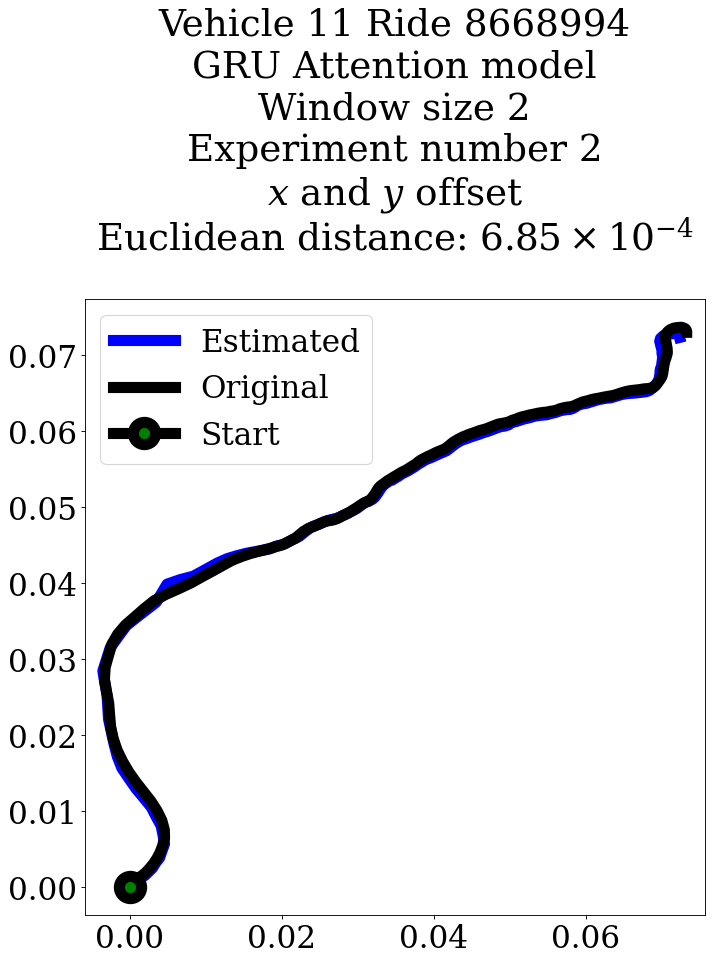 Vehicle 11 Ride 8668994
GRU Attention model
Window size 2
Experiment number 2
x and y offset
Euclidean distance: 6.85 × 10⁻⁴
Estimated
Original
Start
0.07
0.06
0.05
0.04
0.03
0.02
0.01
0.00
0.00 0.02 0.04 0.06